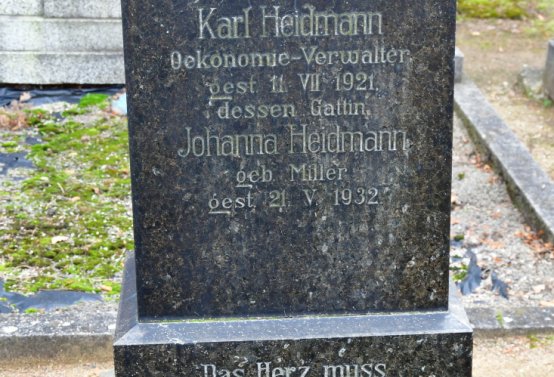 Karl Heidmann
Oekonomie-Verwalter,
gest. 11. VII. 1921.
dessen Gattin,
Johanna Heidmann,
geb. Miller
gest. 21. V. 1932.
Das Herz muss